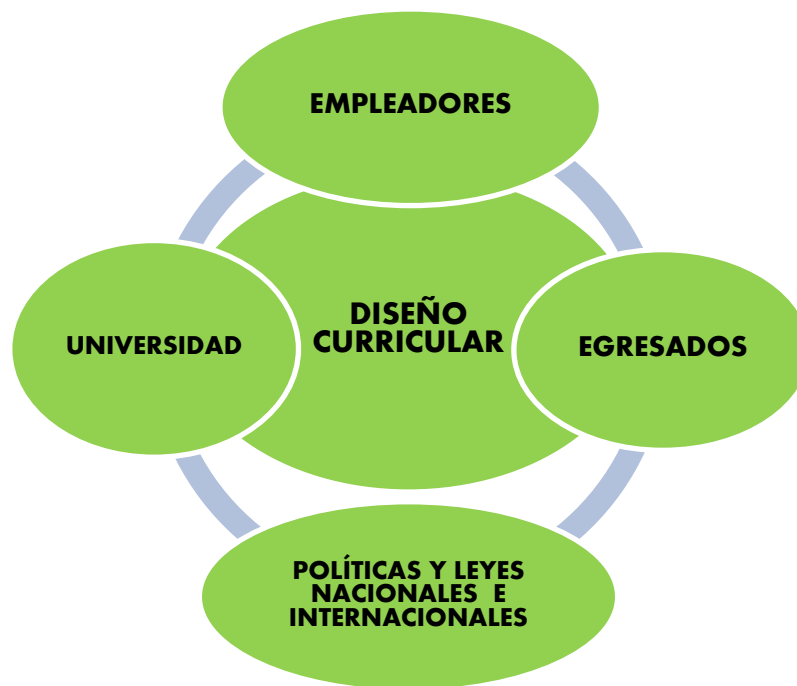 EMPLEADORES
DISEÑO
CURRICULAR
UNIVERSIDAD
EGRESADOS
POLÍTICAS Y LEYES
NACIONALES E
INTERNACIONALES